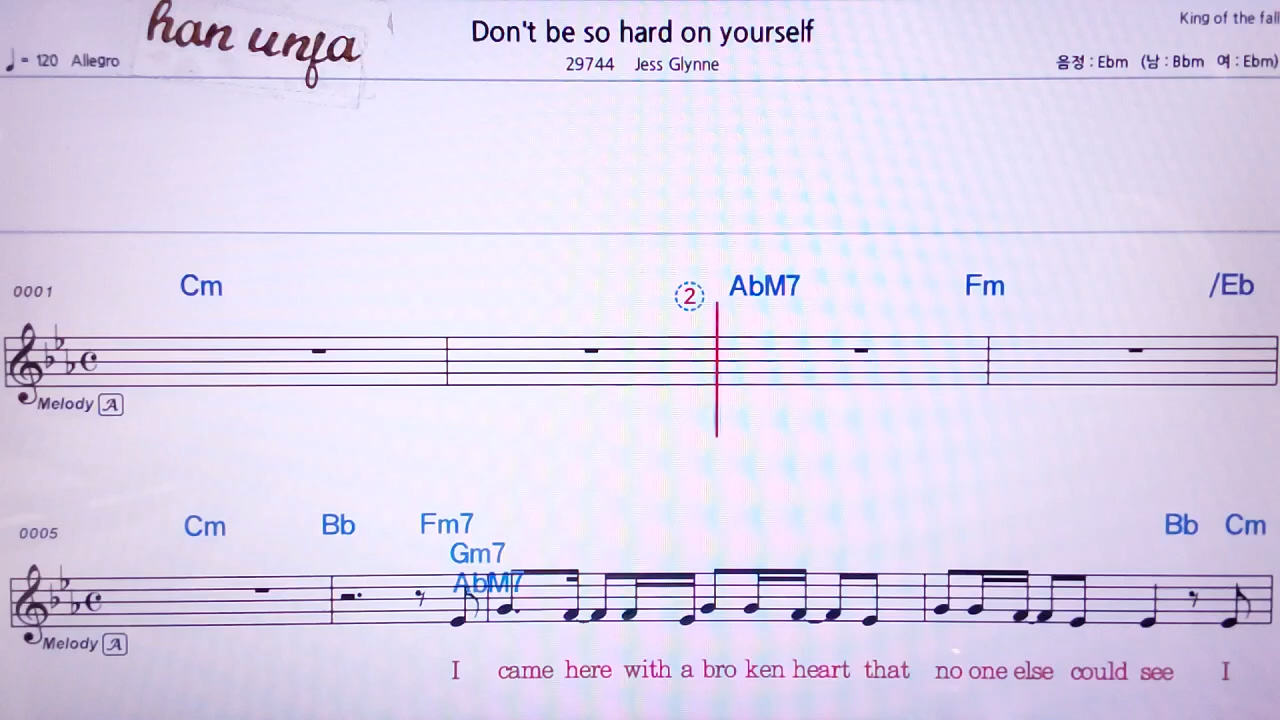 han unfa
Don't be so hard on yourself
King of the fall
♩= 120 Allegro
29744 Jess Glynne
음정 : Ebm (남 : Bbm 여 : Ebm)
0001 Cm ② AbM7 Fm /Eb
Melody A
0005 Cm Bb Fm7 Bb Cm
Gm7
AbM7
Melody A
I came here with a bro ken heart that no one else could see I